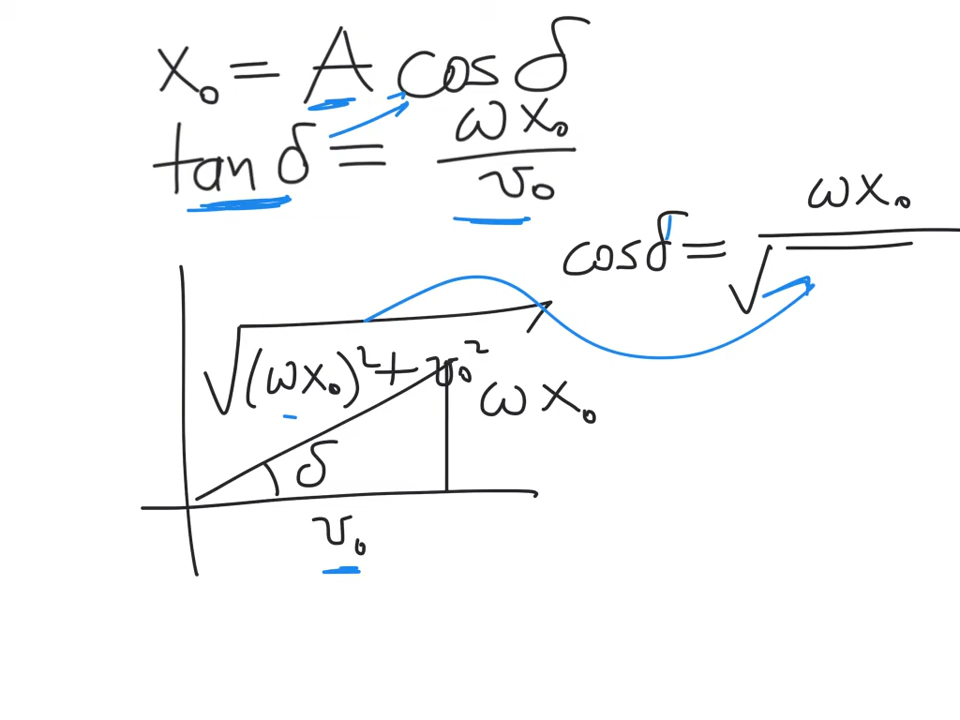 x₀ = A cos δ
tan δ = ωx₀ / v₀
cos δ = ωx₀ / √
√(ωx₀)² + v₀²
ωx₀
δ
v₀